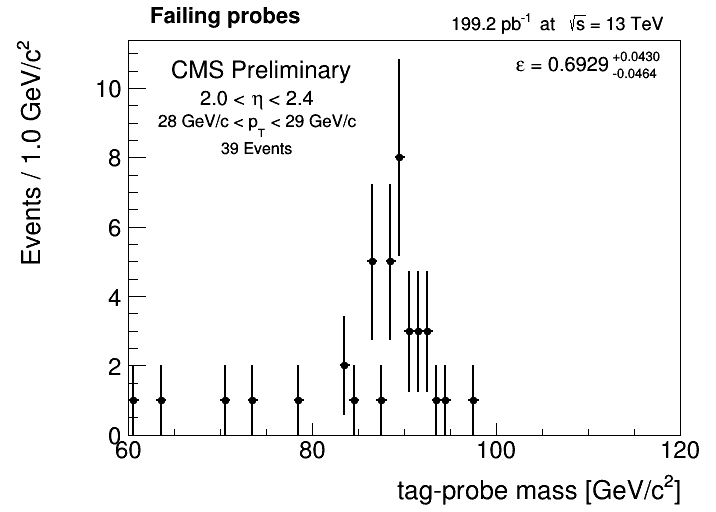 Failing probes
199.2 pb⁻¹ at √s = 13 TeV
CMS Preliminary
2.0 < η < 2.4
28 GeV/c < p_T < 29 GeV/c
39 Events
ε = 0.6929 +0.0430 -0.0464
Events / 1.0 GeV/c²
10
8
6
4
2
0
60 80 100 120
tag-probe mass [GeV/c²]